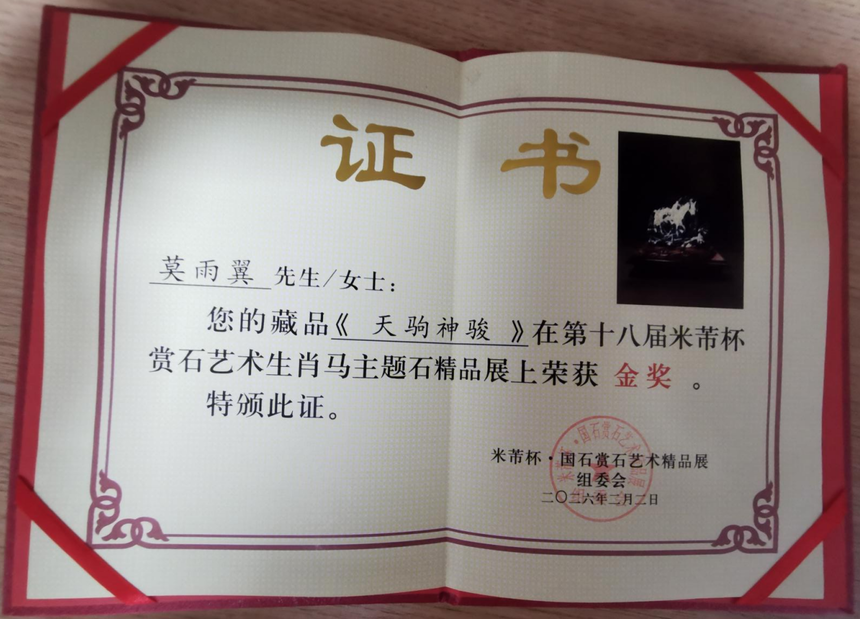 证书
莫雨翼 先生/女士：
您的藏品《 天驹神骏 》在第十八届米芾杯
赏石艺术生肖马主题石精品展上荣获 金奖 。
特颁此证。
米芾杯·国石赏石艺术精品展
组委会
二〇二六年二月二日